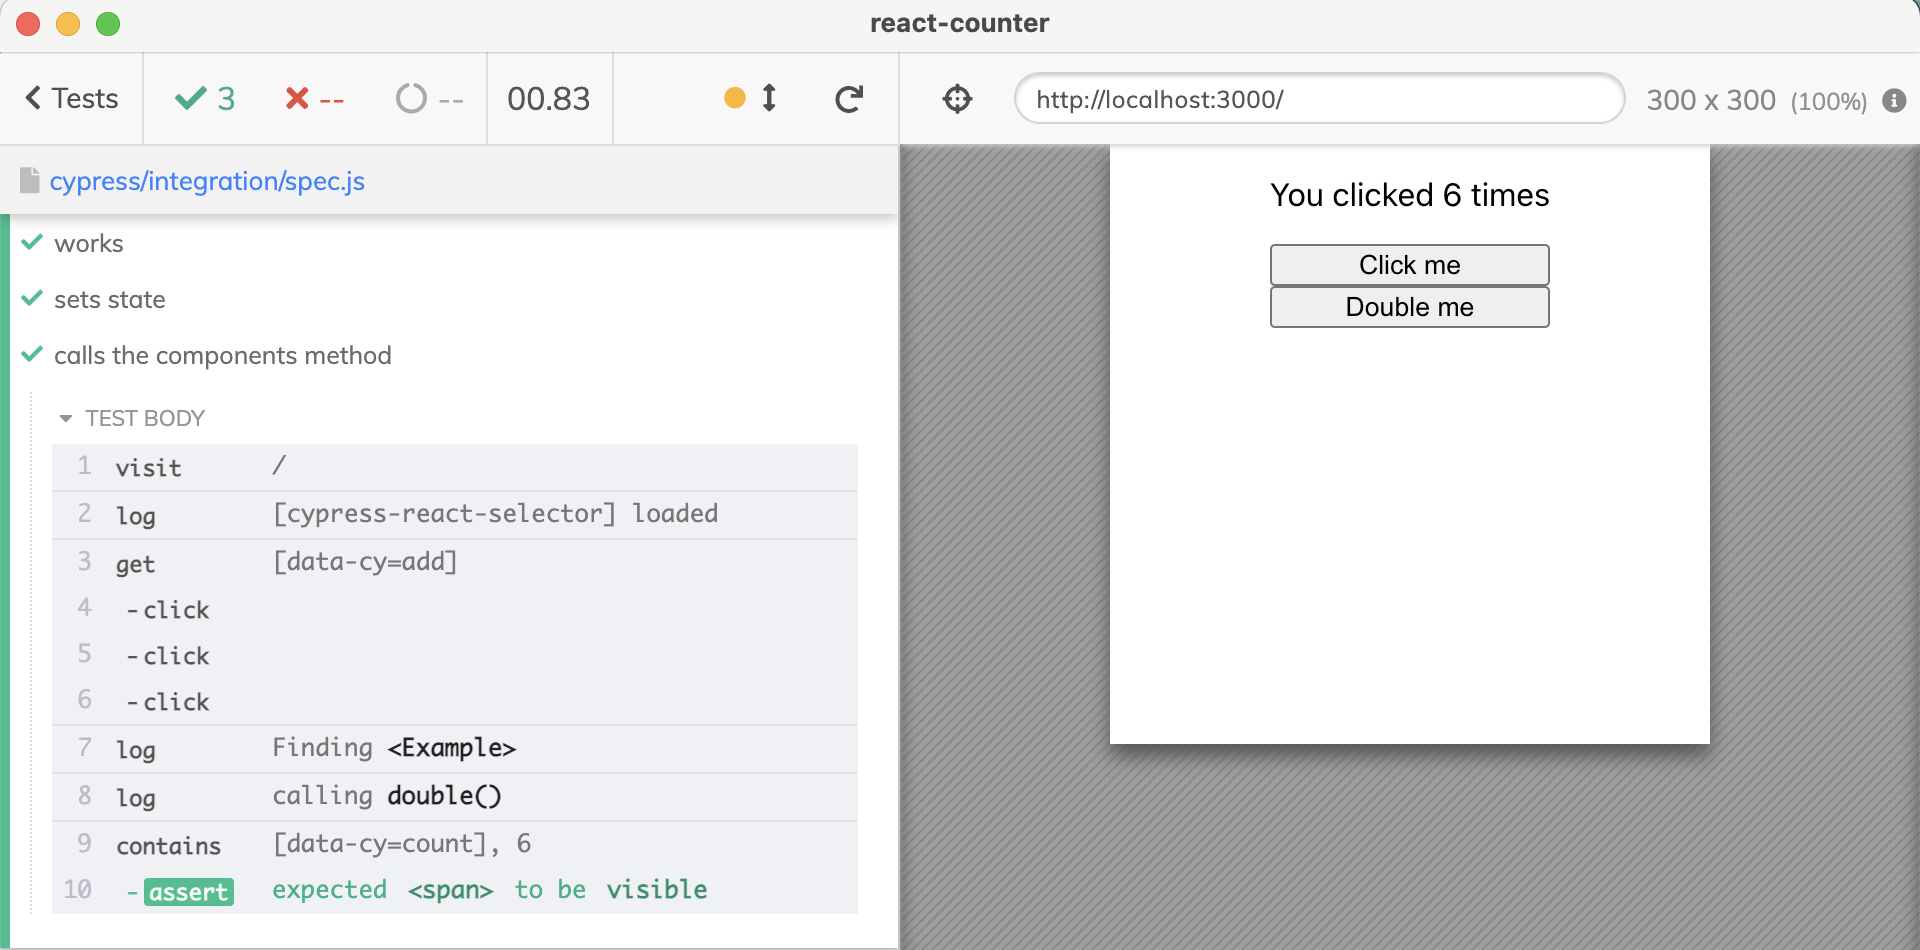 react-counter
Tests 3 -- -- 00.83
http://localhost:3000/ 300 x 300 (100%)
cypress/integration/spec.js
works
sets state
calls the components method
TEST BODY
1 visit /
2 log [cypress-react-selector] loaded
3 get [data-cy=add]
4 -click
5 -click
6 -click
7 log Finding <Example>
8 log calling double()
9 contains [data-cy=count], 6
10 -assert expected <span> to be visible
You clicked 6 times
Click me
Double me